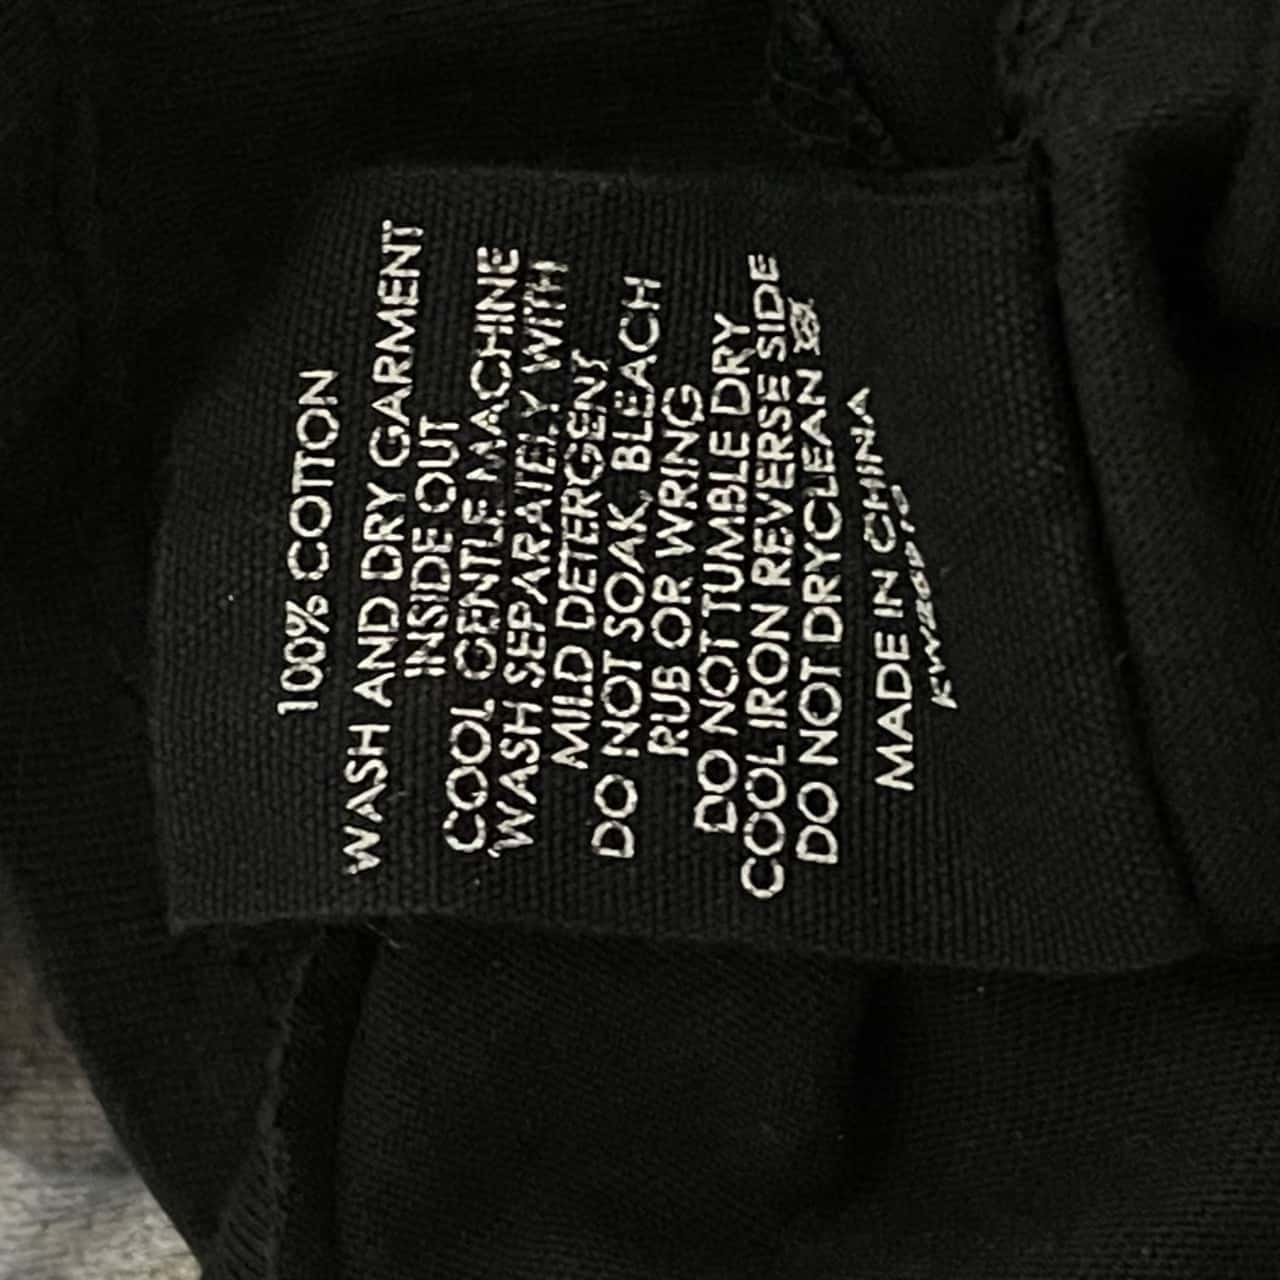 100% COTTON
WASH AND DRY GARMENT
INSIDE OUT
COOL GENTLE MACHINE
WASH SEPARATELY WITH
MILD DETERGENT
DO NOT SOAK, BLEACH
RUB OR WRING
DO NOT TUMBLE DRY
COOL IRON REVERSE SIDE
DO NOT DRYCLEAN
MADE IN CHINA